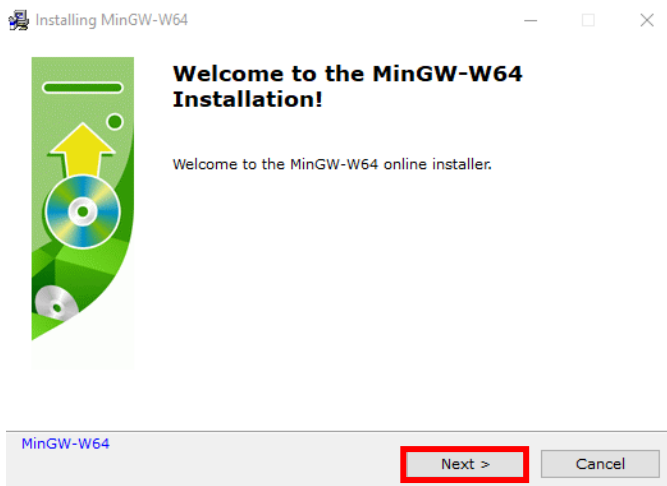 Installing MinGW-W64
Welcome to the MinGW-W64
Installation!
Welcome to the MinGW-W64 online installer.
MinGW-W64
Next >
Cancel